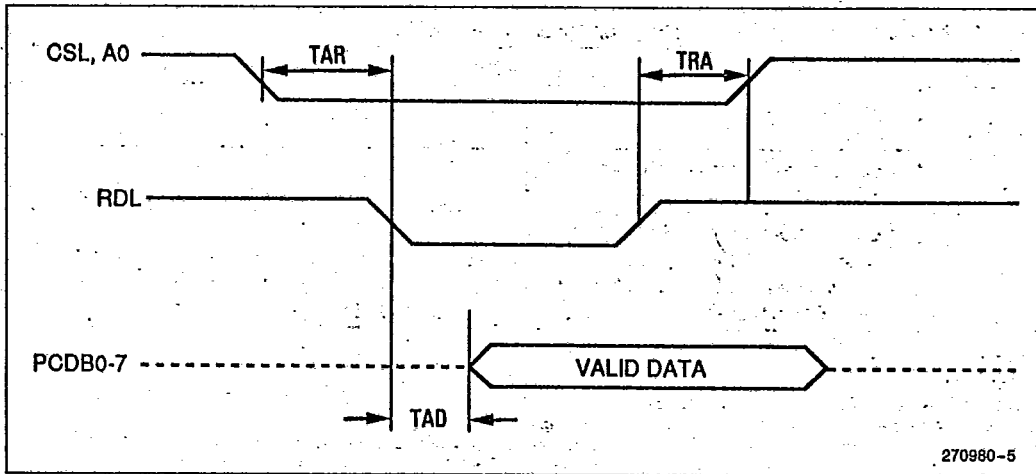 CSL, A0
TAR
TRA
RDL
PCDB0-7
VALID DATA
TAD
270980-5